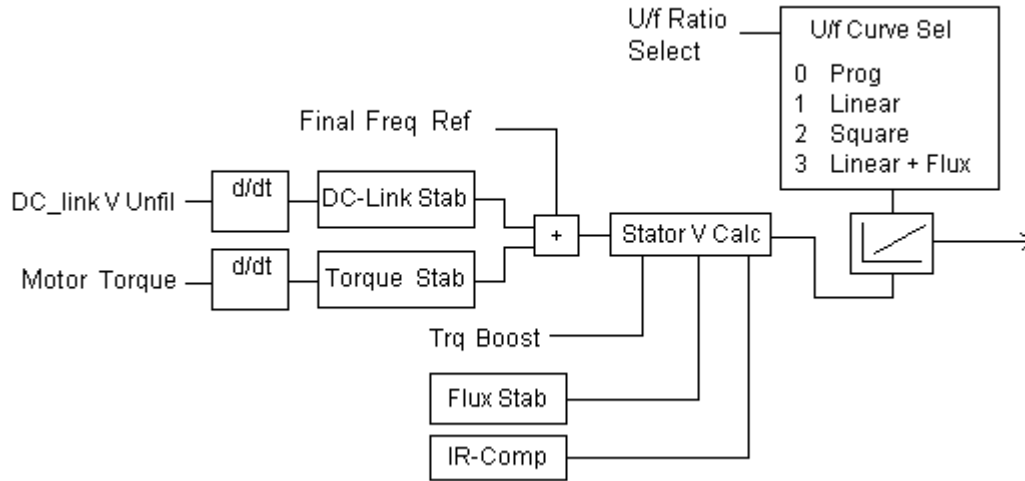 U/f Ratio
Select
U/f Curve Sel
0 Prog
1 Linear
2 Square
3 Linear + Flux
Final Freq Ref
DC_link V Unfil
d/dt
DC-Link Stab
+
Stator V Calc
Motor Torque
d/dt
Torque Stab
Trq Boost
Flux Stab
IR-Comp